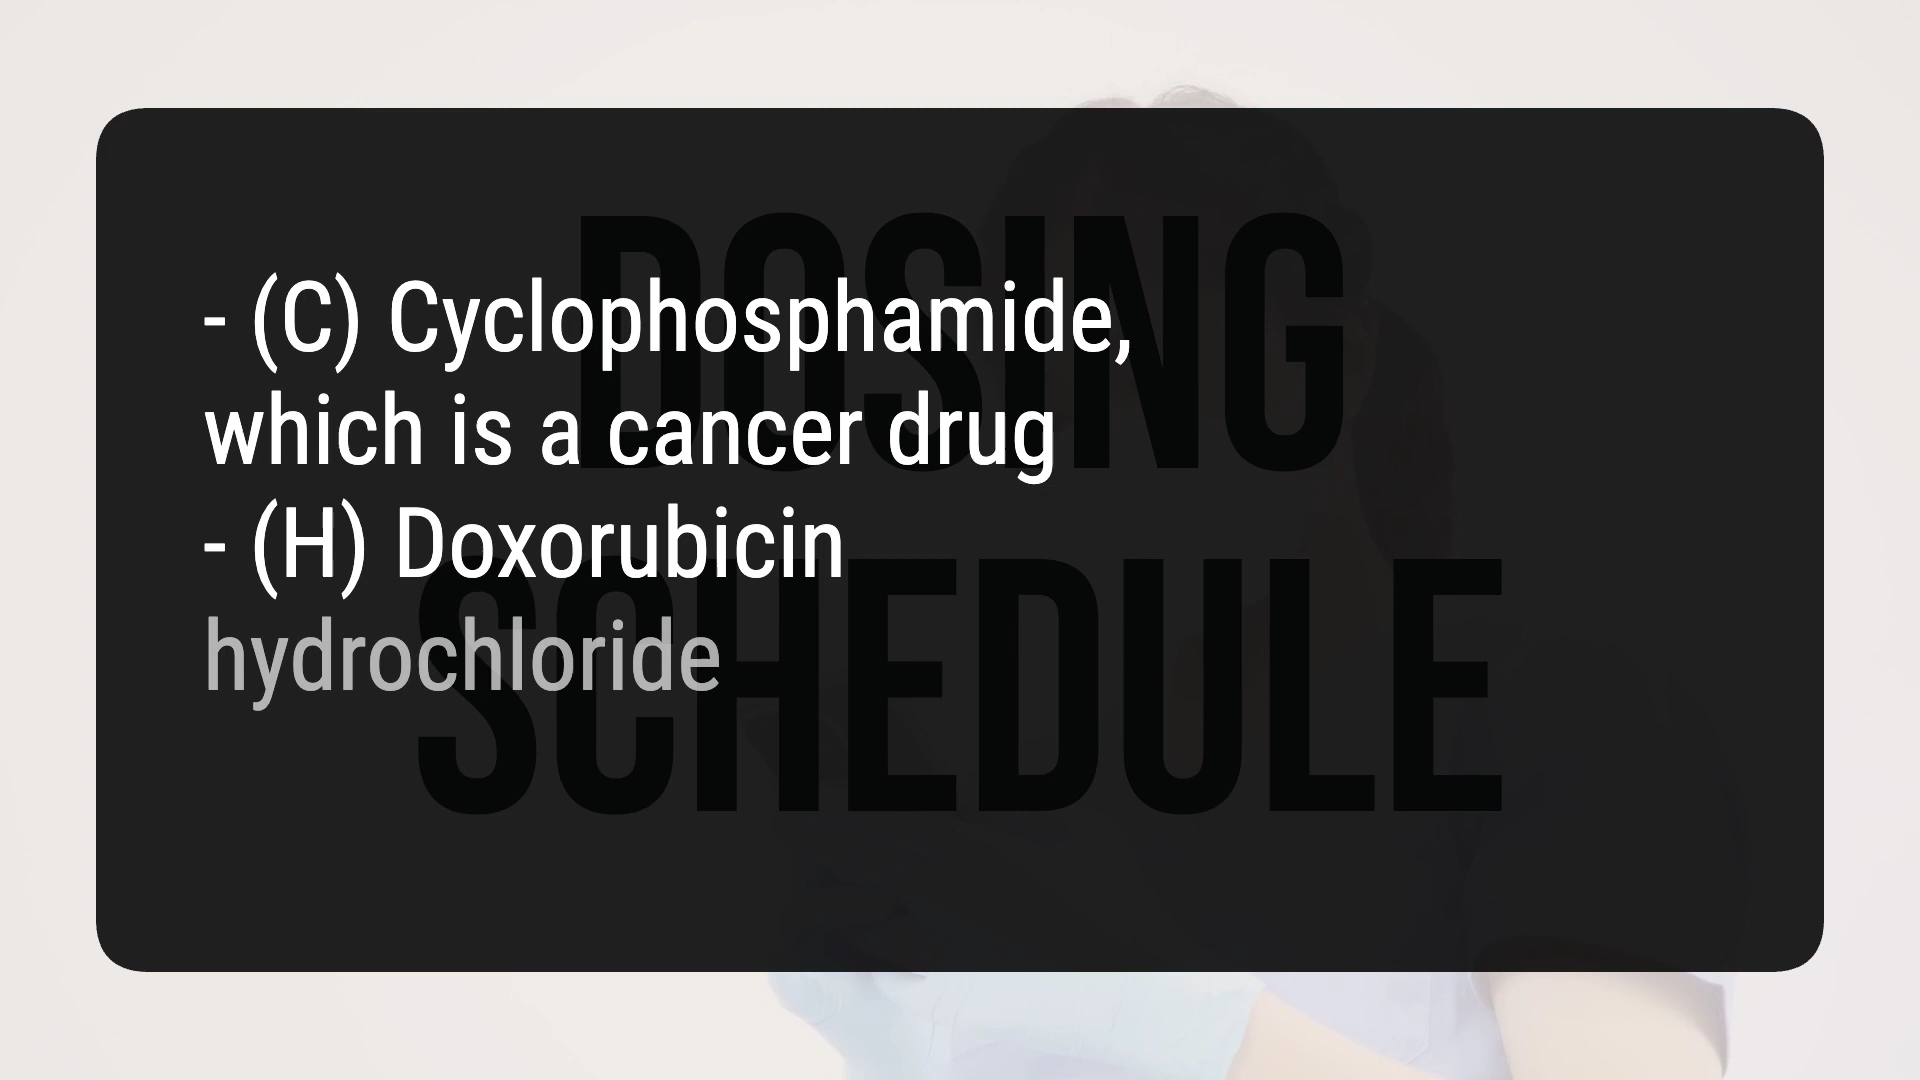 DOSING
SCHEDULE
- (C) Cyclophosphamide,
which is a cancer drug
- (H) Doxorubicin
hydrochloride